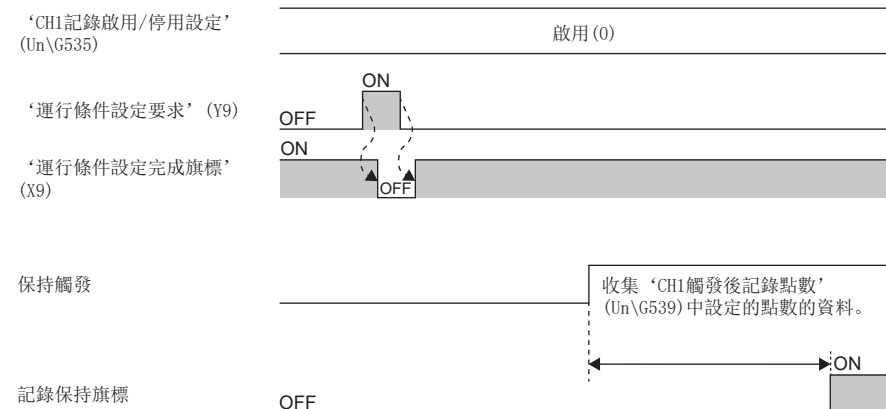 ‘CH1記錄啟用/停用設定’
(Un\G535)
啟用(0)
ON
‘運行條件設定要求’(Y9)
OFF
ON
‘運行條件設定完成旗標’
(X9)
OFF
保持觸發
收集‘CH1觸發後記錄點數’
(Un\G539)中設定的點數的資料。
ON
記錄保持旗標
OFF